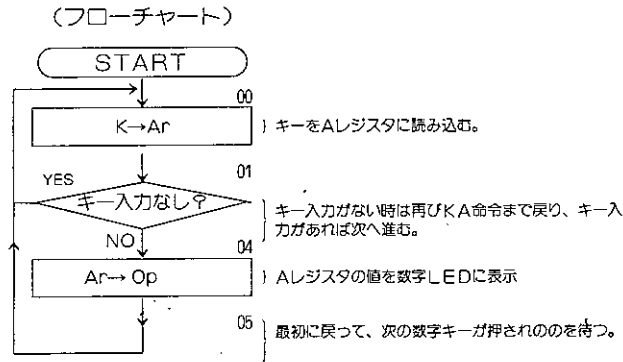 (フローチャート)
START
00
K→Ar
} キーをAレジスタに読み込む。
01
YES
キー入力なし?
} キー入力がない時は再びKA命令まで戻り、キー入
力があれば次へ進む。
NO
04
Ar→Op
} Aレジスタの値を数字LEDに表示
05
} 最初に戻って、次の数字キーが押されのを待つ。